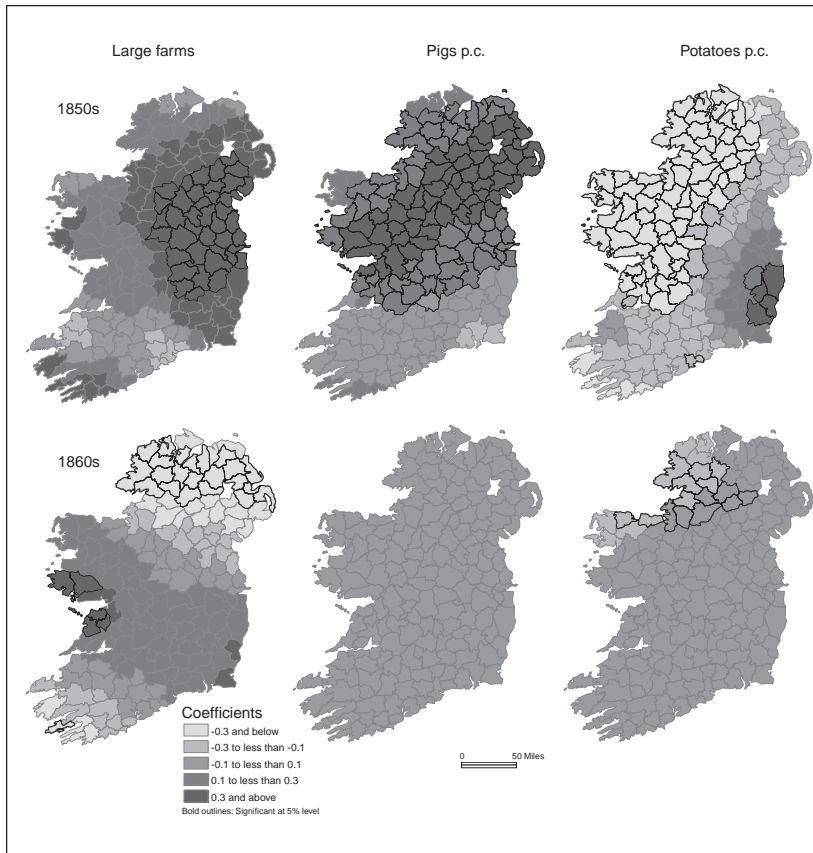 Large farms
Pigs p.c.
Potatoes p.c.
1850s
1860s
Coefficients
-0.3 and below
-0.3 to less than -0.1
-0.1 to less than 0.1
0.1 to less than 0.3
0.3 and above
Bold outlines: Significant at 5% level
0 50 Miles